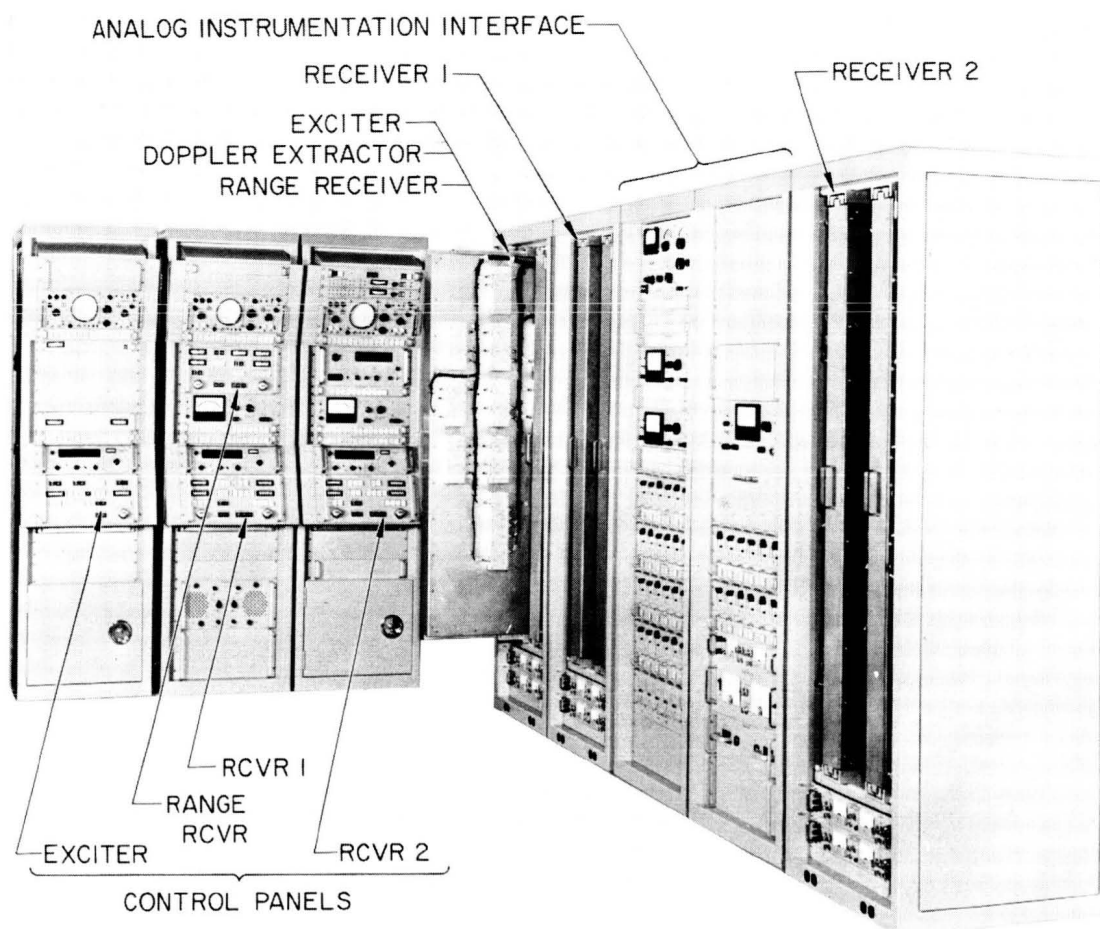 ANALOG INSTRUMENTATION INTERFACE
RECEIVER 1
RECEIVER 2
EXCITER
DOPPLER EXTRACTOR
RANGE RECEIVER
RCVR 1
RANGE
RCVR
EXCITER
RCVR 2
CONTROL PANELS